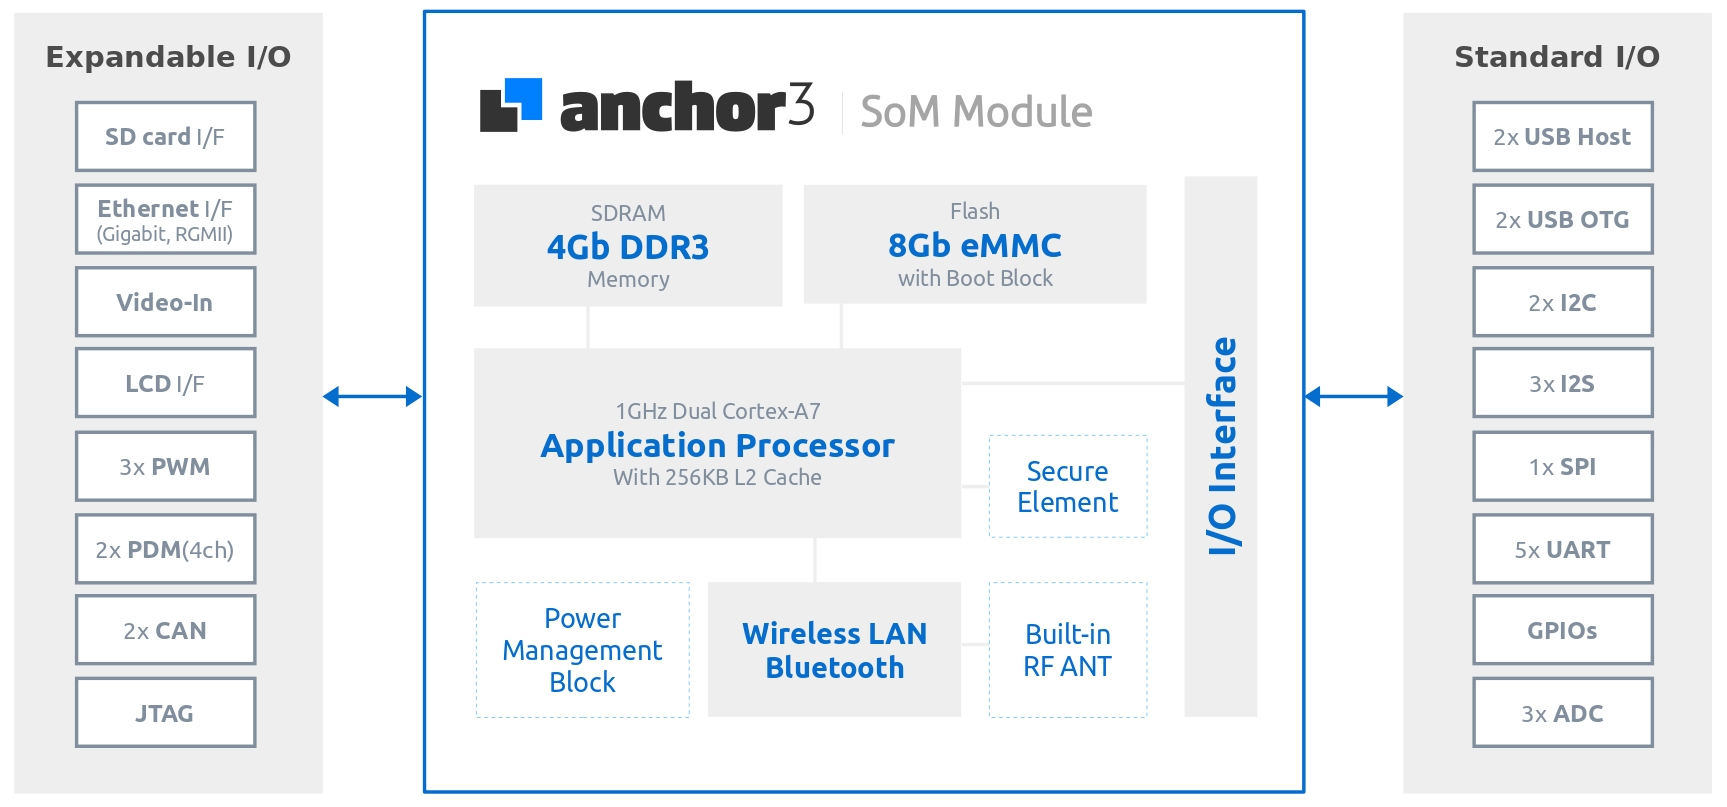 Expandable I/O
SD card I/F
Ethernet I/F
(Gigabit, RGMII)
Video-In
LCD I/F
3x PWM
2x PDM(4ch)
2x CAN
JTAG
anchor3
SoM Module
SDRAM
4Gb DDR3
Memory
Flash
8Gb eMMC
with Boot Block
1GHz Dual Cortex-A7
Application Processor
With 256KB L2 Cache
Secure
Element
Power
Management
Block
Wireless LAN
Bluetooth
Built-in
RF ANT
I/O Interface
Standard I/O
2x USB Host
2x USB OTG
2x I2C
3x I2S
1x SPI
5x UART
GPIOs
3x ADC